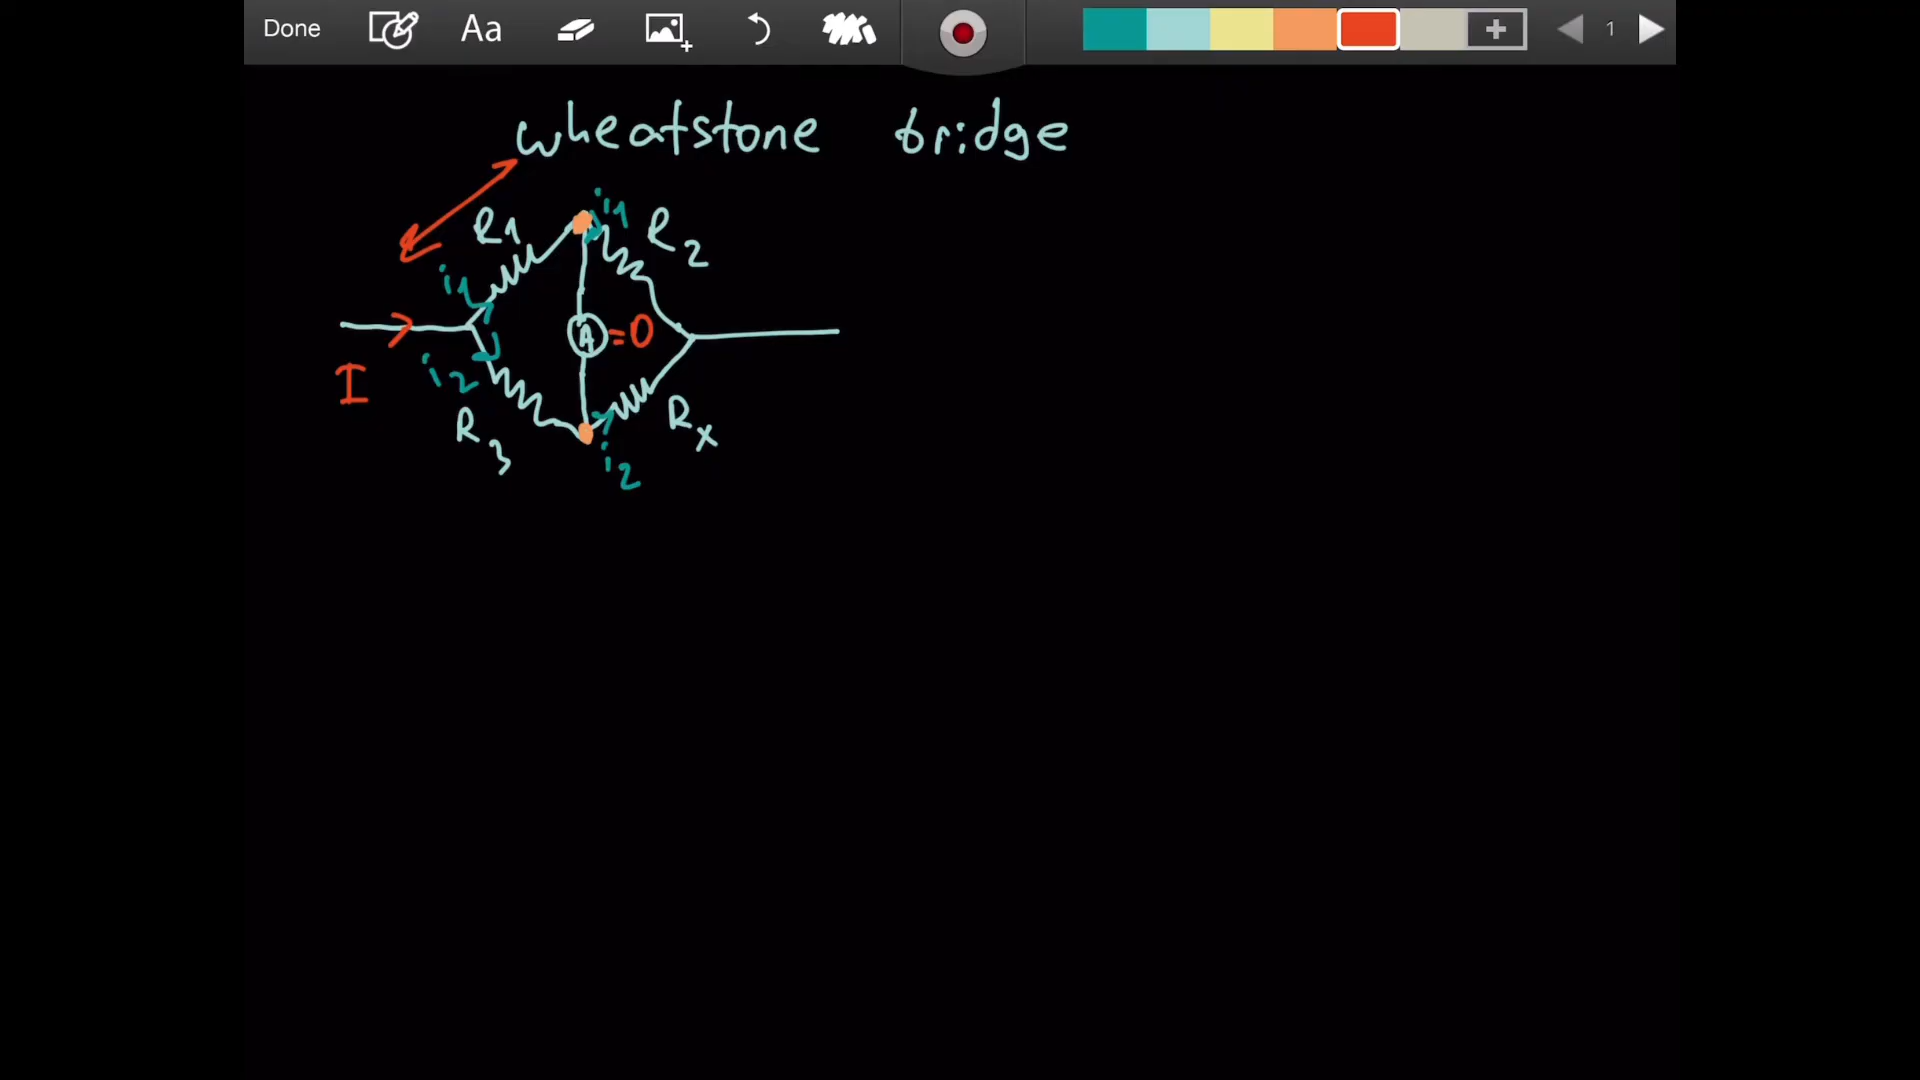 Done Aa 1
wheatstone bridge
i1
R1 R2
i1
A =0
I i2
R3 Rx
i2